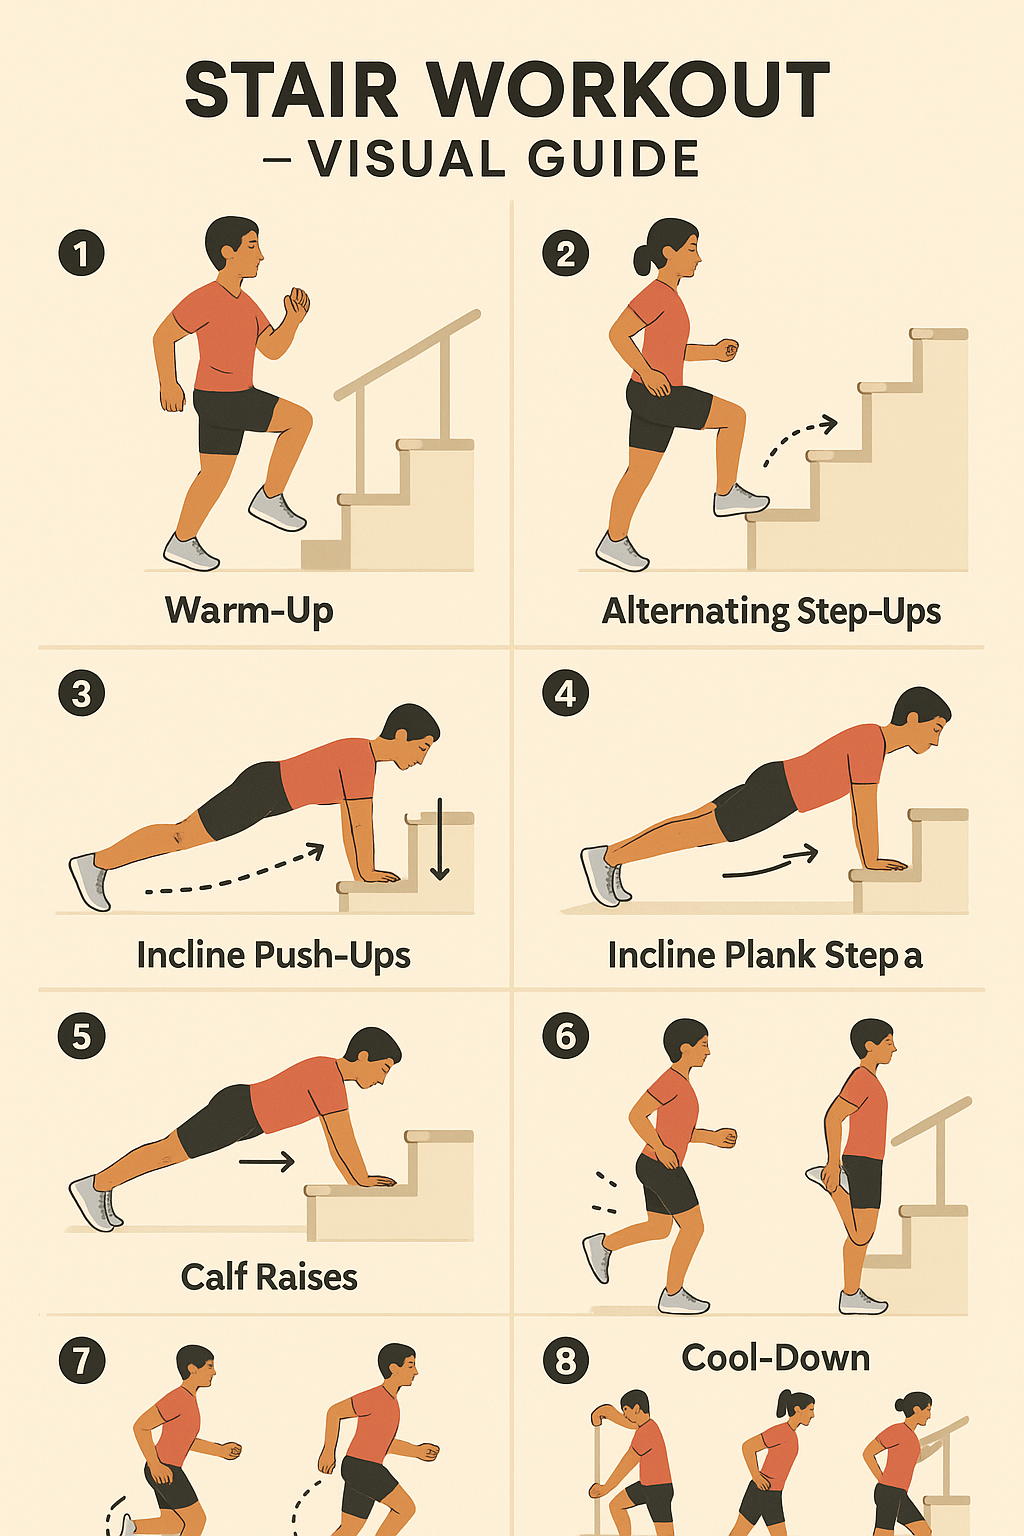 STAIR WORKOUT
– VISUAL GUIDE
1
Warm-Up
2
Alternating Step-Ups
3
Incline Push-Ups
4
Incline Plank Step a
5
Calf Raises
6
7
8
Cool-Down